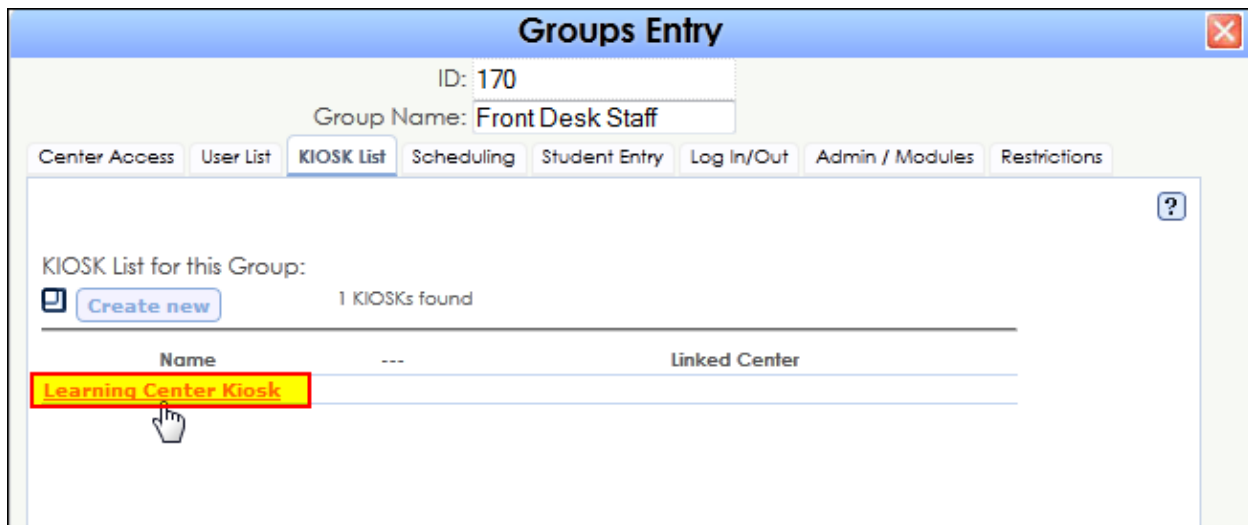 Groups Entry
ID: 170
Group Name: Front Desk Staff
Center Access User List KIOSK List Scheduling Student Entry Log In/Out Admin / Modules Restrictions
?
KIOSK List for this Group:
Create new 1 KIOSKs found
Name --- Linked Center
Learning Center Kiosk